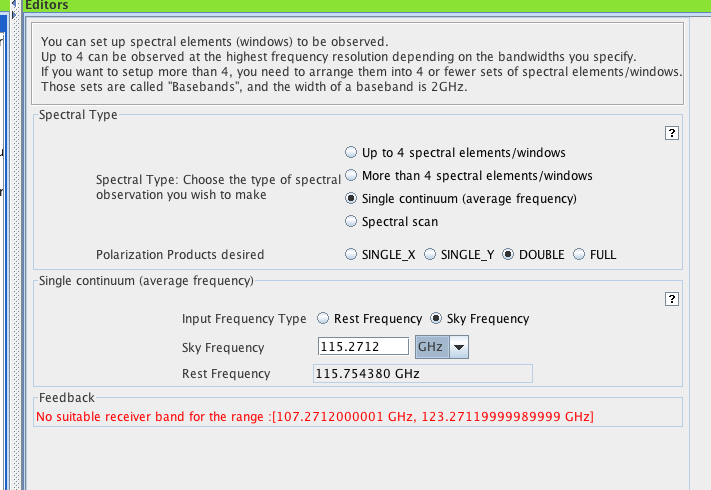 Editors
You can set up spectral elements (windows) to be observed.
Up to 4 can be observed at the highest frequency resolution depending on the bandwidths you specify.
If you want to setup more than 4, you need to arrange them into 4 or fewer sets of spectral elements/windows.
Those sets are called "Basebands", and the width of a baseband is 2GHz.
Spectral Type
?
Up to 4 spectral elements/windows
Spectral Type: Choose the type of spectral
observation you wish to make
More than 4 spectral elements/windows
Single continuum (average frequency)
Spectral scan
Polarization Products desired SINGLE_X SINGLE_Y DOUBLE FULL
Single continuum (average frequency)
?
Input Frequency Type Rest Frequency Sky Frequency
Sky Frequency 115.2712 GHz
Rest Frequency 115.754380 GHz
Feedback
No suitable receiver band for the range :[107.2712000001 GHz, 123.27119999989999 GHz]